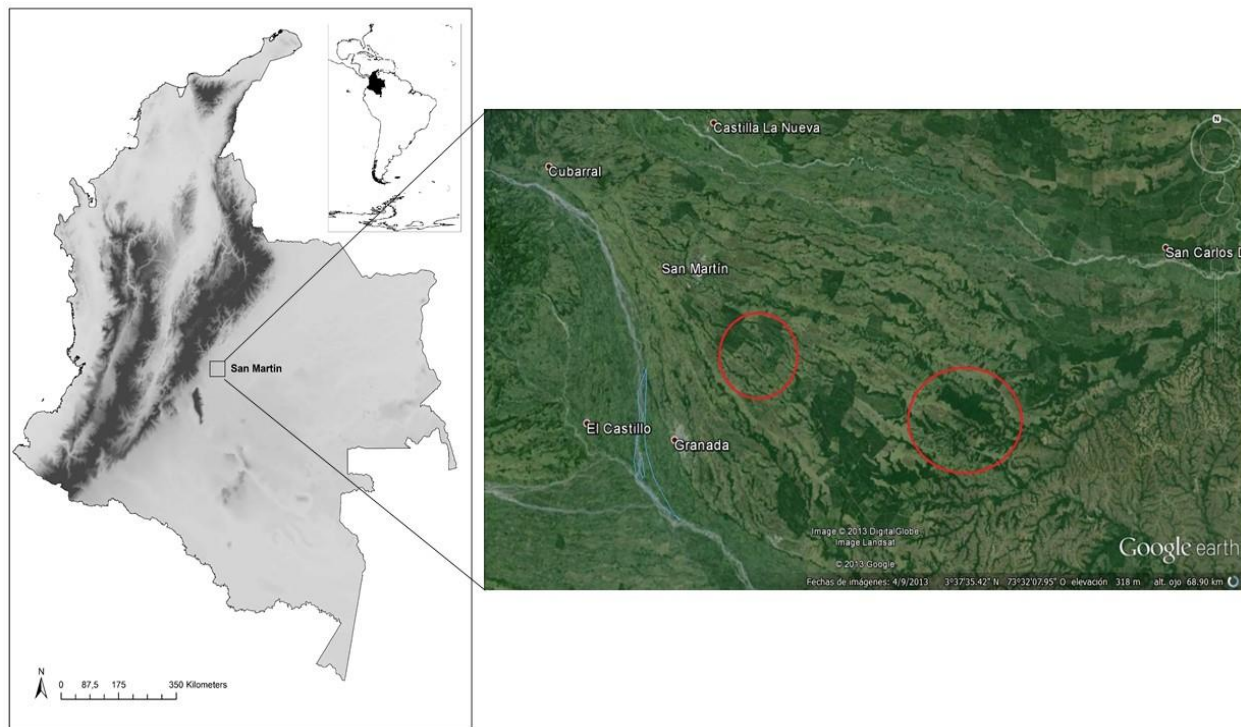 San Martin
N
0 87,5 175 350 Kilometers
N
Castilla La Nueva
Cubarral
San Carlos D
San Martín
El Castillo
Granada
Image © 2013 DigitalGlobe
Image Landsat
© 2013 Google
Google earth
Fechas de imágenes: 4/9/2013 3°37'35.42" N 73°32'07.95" O elevación 318 m alt. ojo 68.90 km